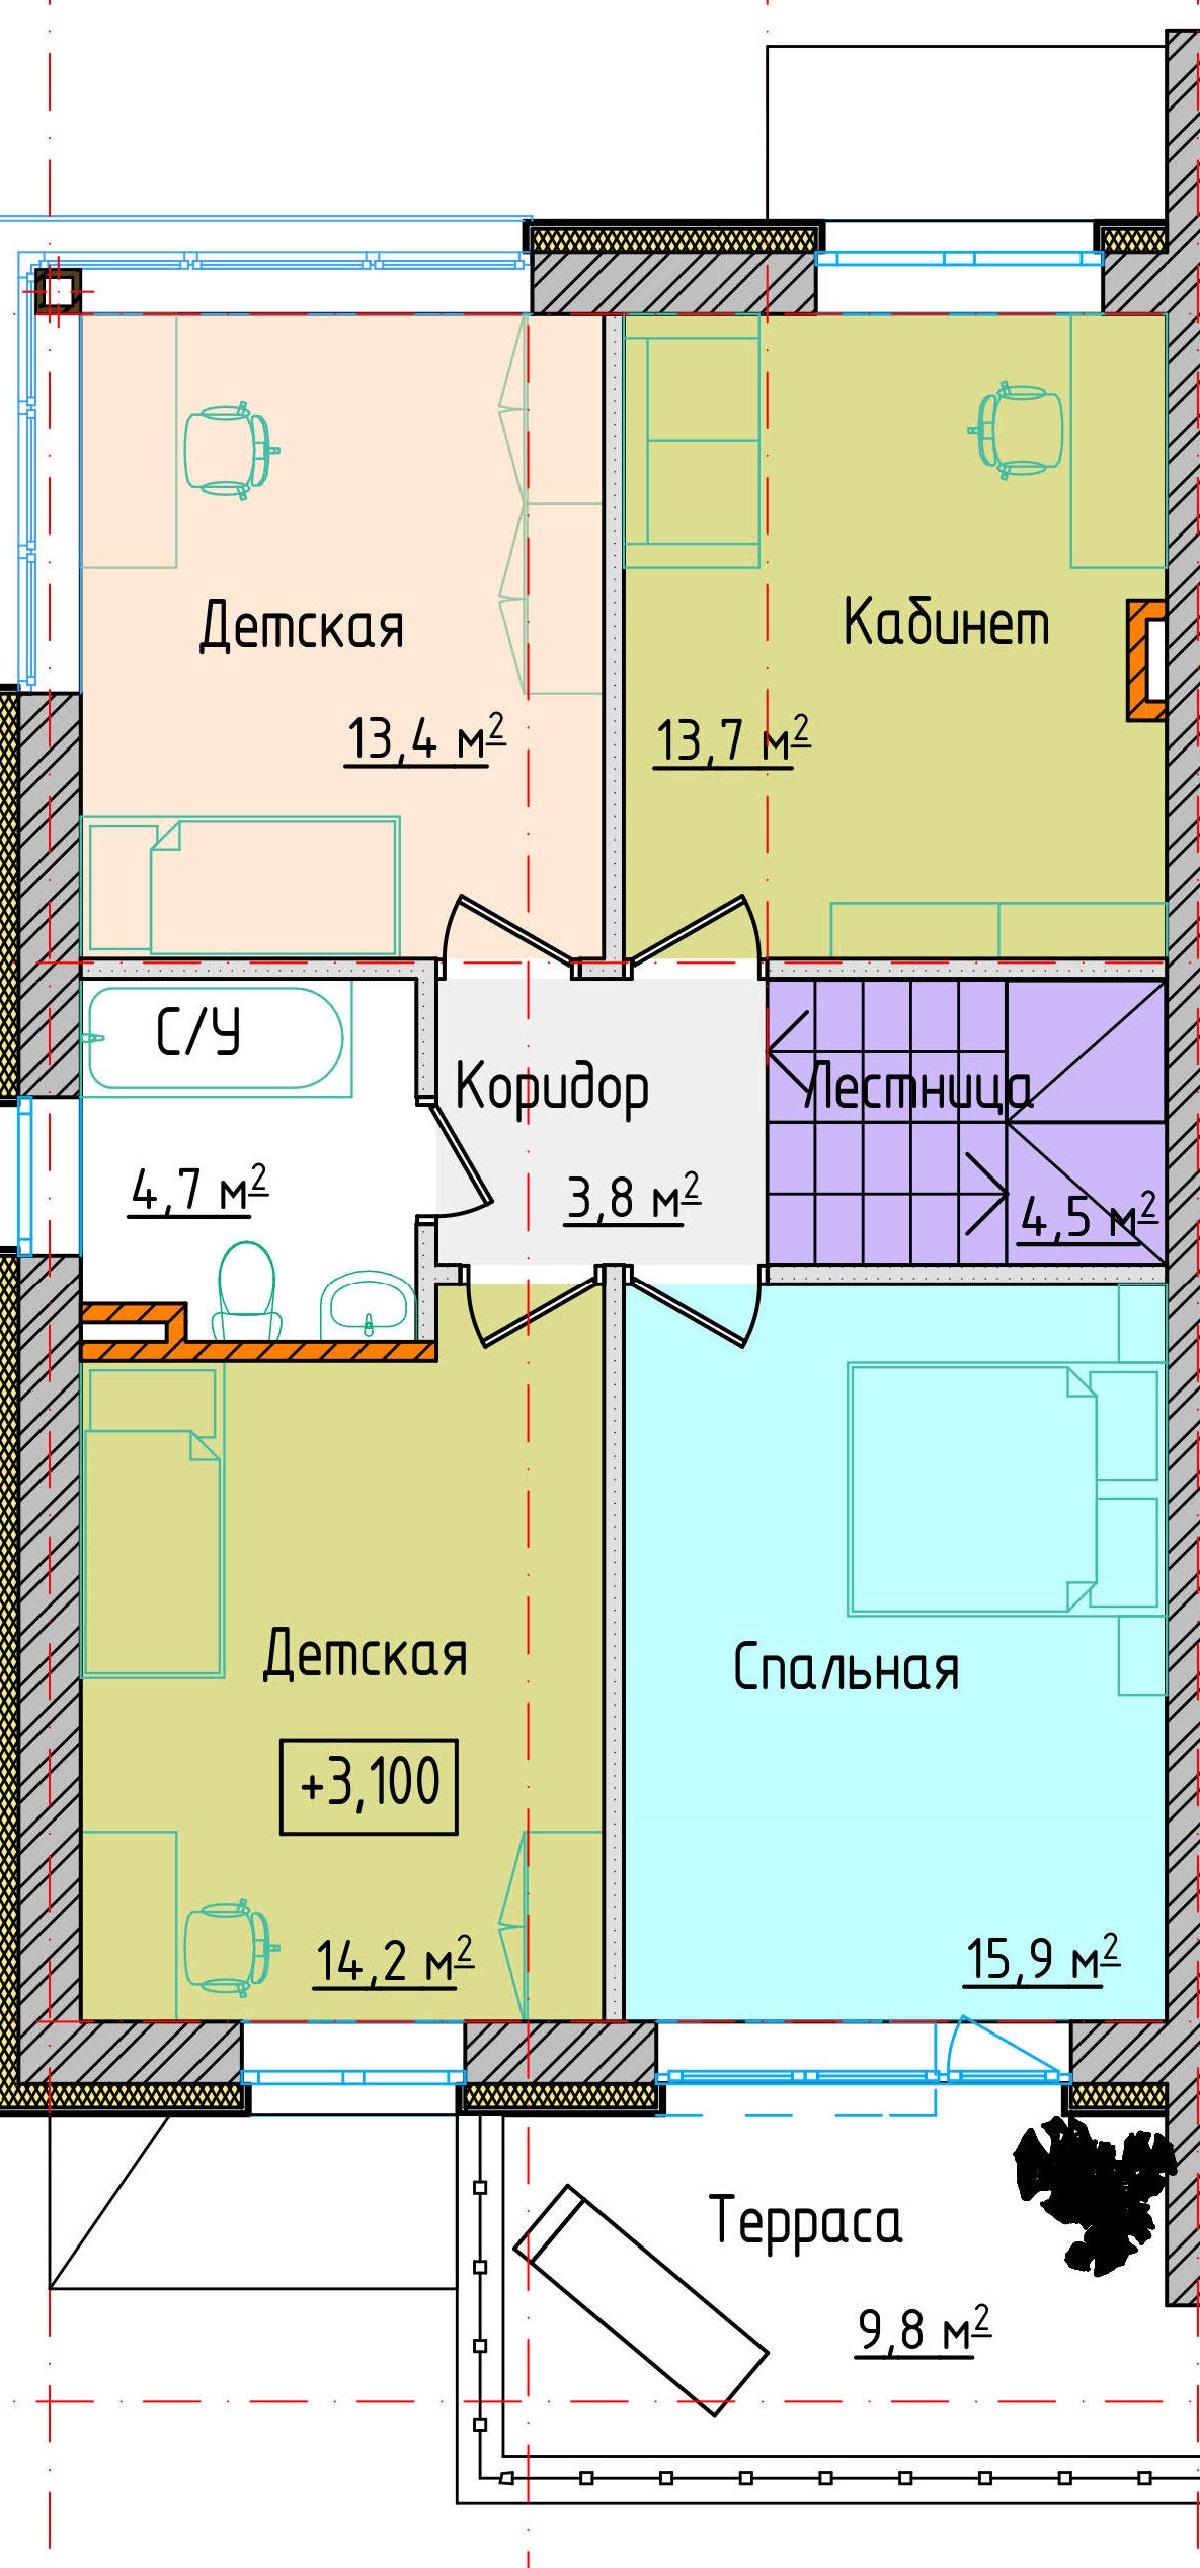 Детская
13,4 м²
Кабинет
13,7 м²
С/У
4,7 м²
Коридор
3,8 м²
Лестница
4,5 м²
Детская
+3,100
14,2 м²
Спальная
15,9 м²
Терраса
9,8 м²